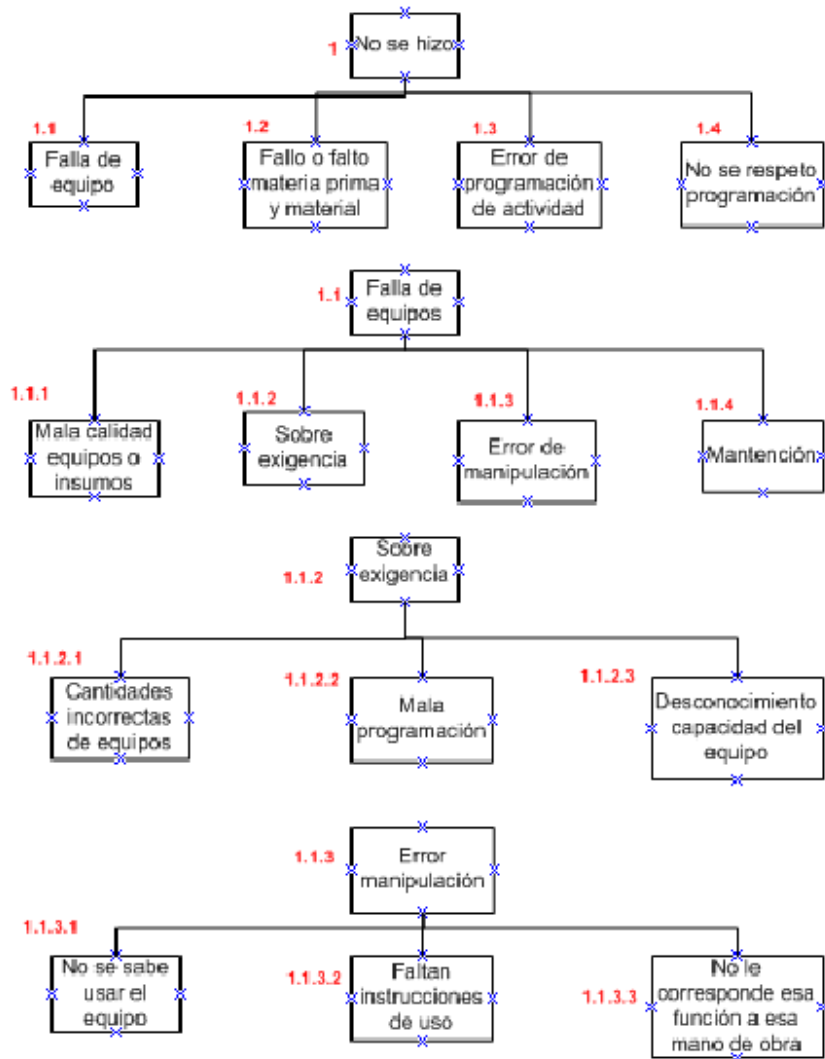 1
No se hizo
1.1
Falla de
equipo
1.2
Fallo o falto
materia prima
y material
1.3
Error de
programación
de actividad
1.4
No se respeto
programación
1.1
Falla de
equipos
1.1.1
Mala calidad
equipos o
insumos
1.1.2
Sobre
exigencia
1.1.3
Error de
manipulación
1.1.4
Mantención
1.1.2
Sobre
exigencia
1.1.2.1
Cantidades
incorrectas
de equipos
1.1.2.2
Mala
programación
1.1.2.3
Desconocimiento
capacidad del
equipo
1.1.3
Error
manipulación
1.1.3.1
No se sabe
usar el
equipo
1.1.3.2
Faltan
instrucciones
de uso
1.1.3.3
No le
corresponde esa
función a esa
mano de obra